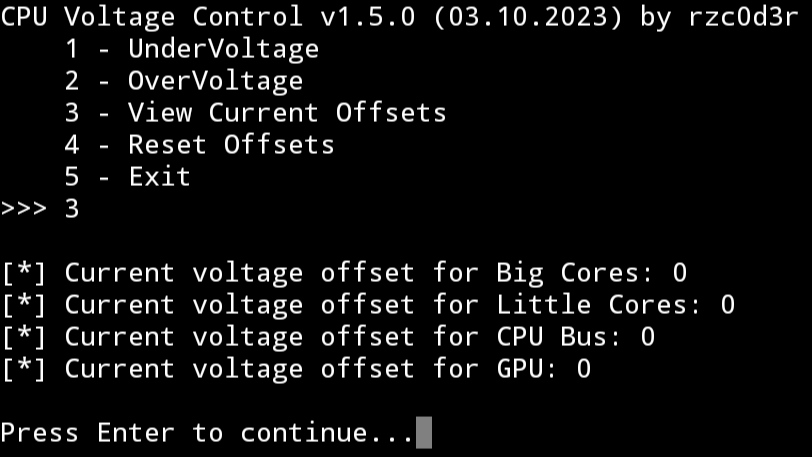 CPU Voltage Control v1.5.0 (03.10.2023) by rzc0d3r
1 - UnderVoltage
2 - OverVoltage
3 - View Current Offsets
4 - Reset Offsets
5 - Exit
>>> 3
[*] Current voltage offset for Big Cores: 0
[*] Current voltage offset for Little Cores: 0
[*] Current voltage offset for CPU Bus: 0
[*] Current voltage offset for GPU: 0
Press Enter to continue...